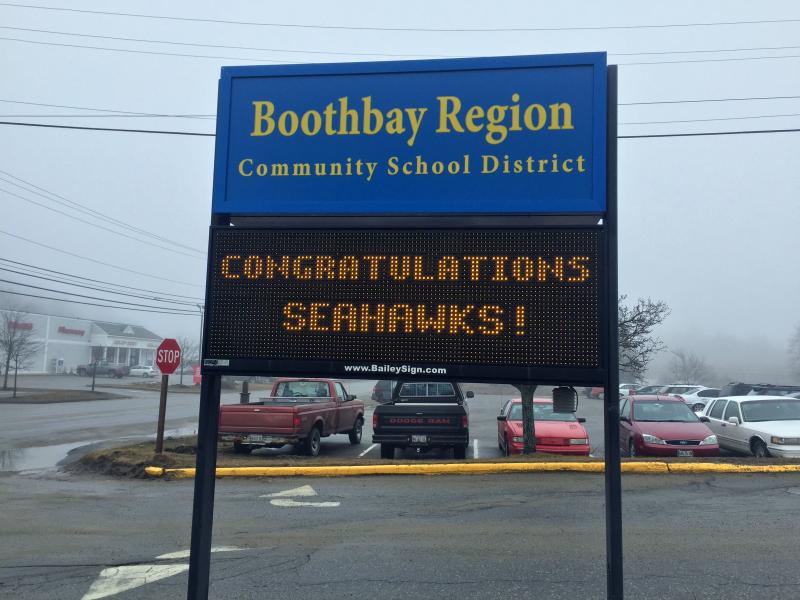 Boothbay Region
Community School District
CONGRATULATIONS
SEAHAWKS!
www.BaileySign.com
STOP
DODGE RAM